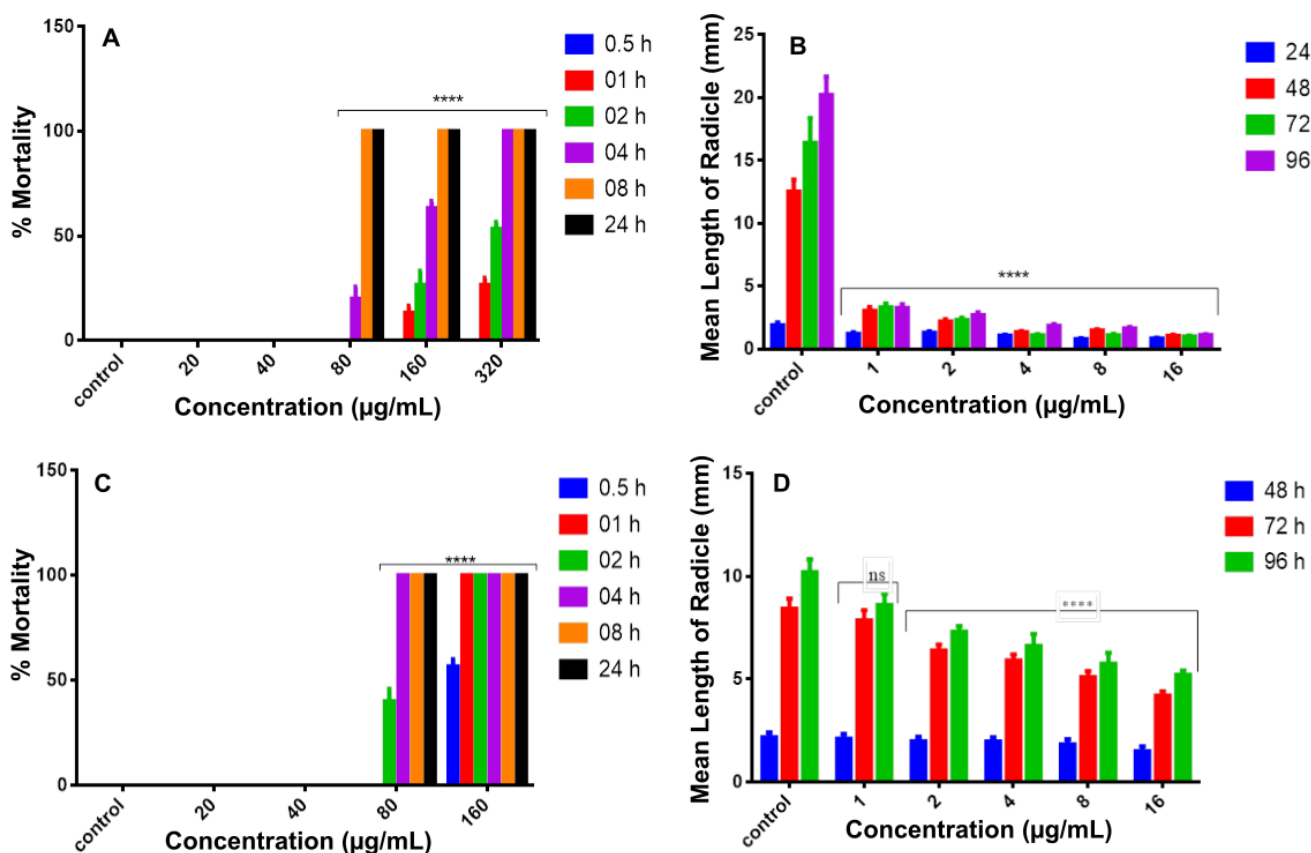 A
% Mortality
150
100
50
0
****
control
20
40
80
160
320
Concentration (µg/mL)
0.5 h
01 h
02 h
04 h
08 h
24 h
B
Mean Length of Radicle (mm)
25
20
15
10
5
0
****
control
1
2
4
8
16
Concentration (µg/mL)
24
48
72
96
C
% Mortality
150
100
50
0
****
control
20
40
80
160
Concentration (µg/mL)
0.5 h
01 h
02 h
04 h
08 h
24 h
D
Mean Length of Radicle (mm)
15
10
5
0
ns
****
control
1
2
4
8
16
Concentration (µg/mL)
48 h
72 h
96 h